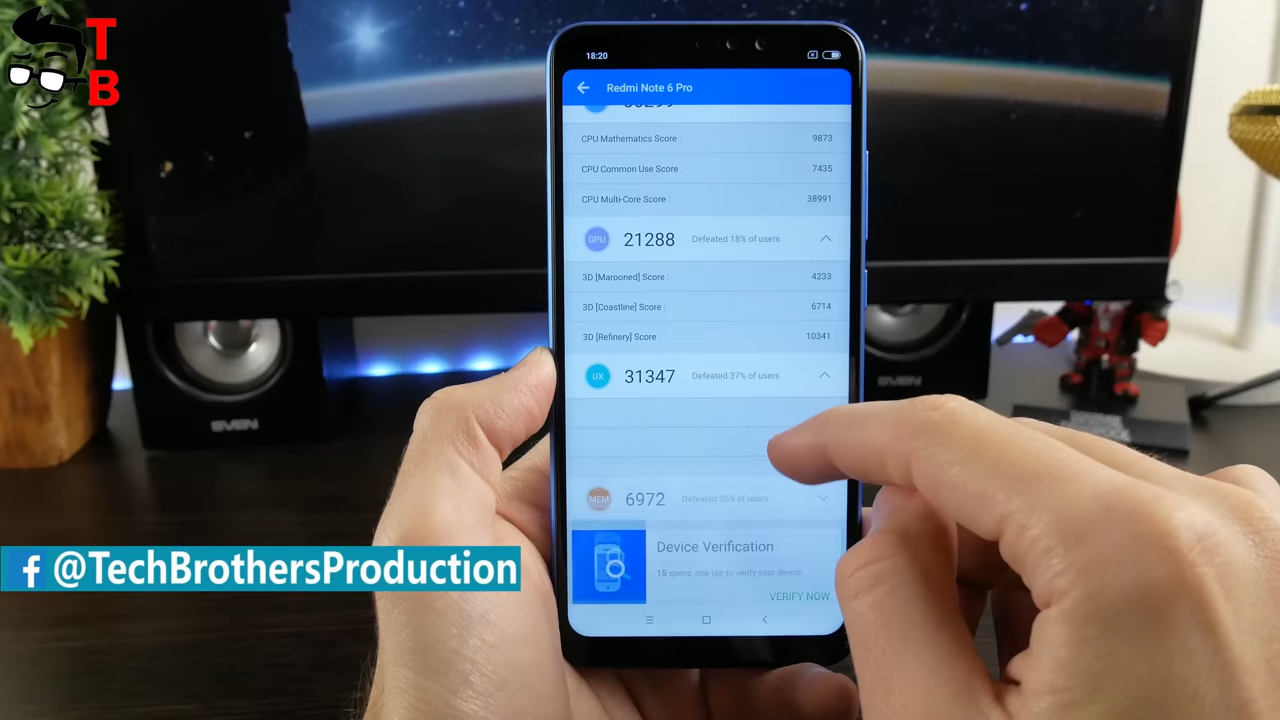 T
B
18:20
Redmi Note 6 Pro
CPU Mathematics Score : 9873
CPU Common Use Score : 7435
CPU Multi-Core Score : 38991
GPU 21288 Defeated 18% of users
3D [Marooned] Score : 4233
3D [Coastline] Score : 6714
3D [Refinery] Score : 10341
UX 31347 Defeated 37% of users
MEM 6972 Defeated 35% of users
Device Verification
15 specs, one tap to verify your device.
VERIFY NOW
SVEN
SVEN
f @TechBrothersProduction